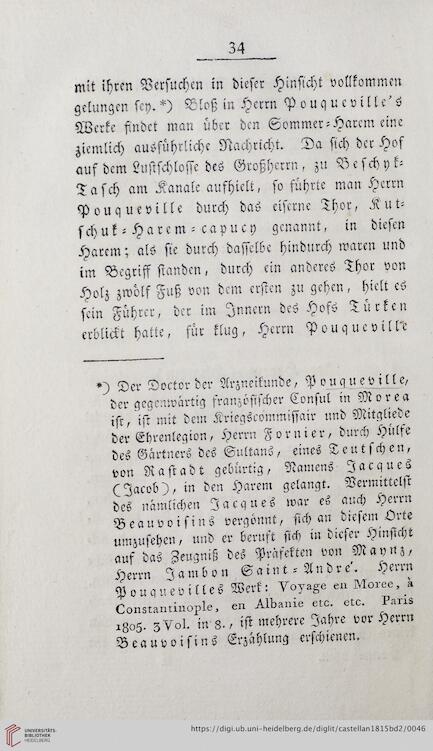 34
mit ihren Versuchen in dieser Hinsicht vollkommen
gelungen sey. *) Bloß in Herrn Pouqueville's
Werke findet man über den Sommer=Harem eine
ziemlich ausführliche Nachricht. Da sich der Hof
auf dem Lustschlosse des Großherrn, zu Beschyk=
Tasch am Kanale aufhielt, so führte man Herrn
Pouqueville durch das eiserne Thor, Kut=
schuk=Harem=capucy genannt, in diesen
Harem; als sie durch dasselbe hindurch waren und
im Begriff standen, durch ein anderes Thor von
Holz zwölf Fuß von dem ersten zu gehen, hielt es
sein Führer, der im Innern des Hofs Türken
erblickt hatte, für klug, Herrn Pouqueville
*) Der Doctor der Arzneikunde, Pouqueville,
der gegenwärtig französischer Consul in Morea
ist, ist mit dem Kriegscommissair und Mitgliede
der Ehrenlegion, Herrn Fornier, durch Hülfe
des Gärtners des Sultans, eines Teutschen,
von Rastadt gebürtig, Namens Jacques
(Jacob), in den Harem gelangt. Vermittelst
des nämlichen Jacques war es auch Herrn
Beauvoisins vergönnt, sich an diesem Orte
umzusehen, und er beruft sich in dieser Hinsicht
auf das Zeugniß des Präfekten von Maynz,
Herrn Jambon Saint=Andre'. Herrn
Pouquevilles Werk: Voyage en Moree, à
Constantinople, en Albanie etc. etc. Paris
1805. 3 Vol. in 8., ist mehrere Jahre vor Herrn
Beauvoisins Erzählung erschienen.
UNIVERSITÄTS-
BIBLIOTHEK
HEIDELBERG
https://digi.ub.uni-heidelberg.de/diglit/castellan1815bd2/0046